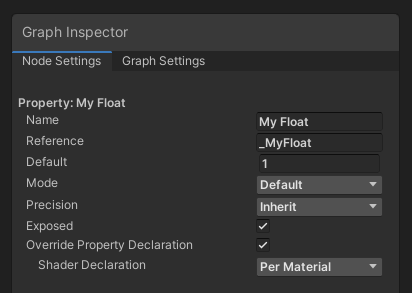 Graph Inspector
Node Settings Graph Settings
Property: My Float
Name My Float
Reference _MyFloat
Default 1
Mode Default
Precision Inherit
Exposed
Override Property Declaration
Shader Declaration Per Material